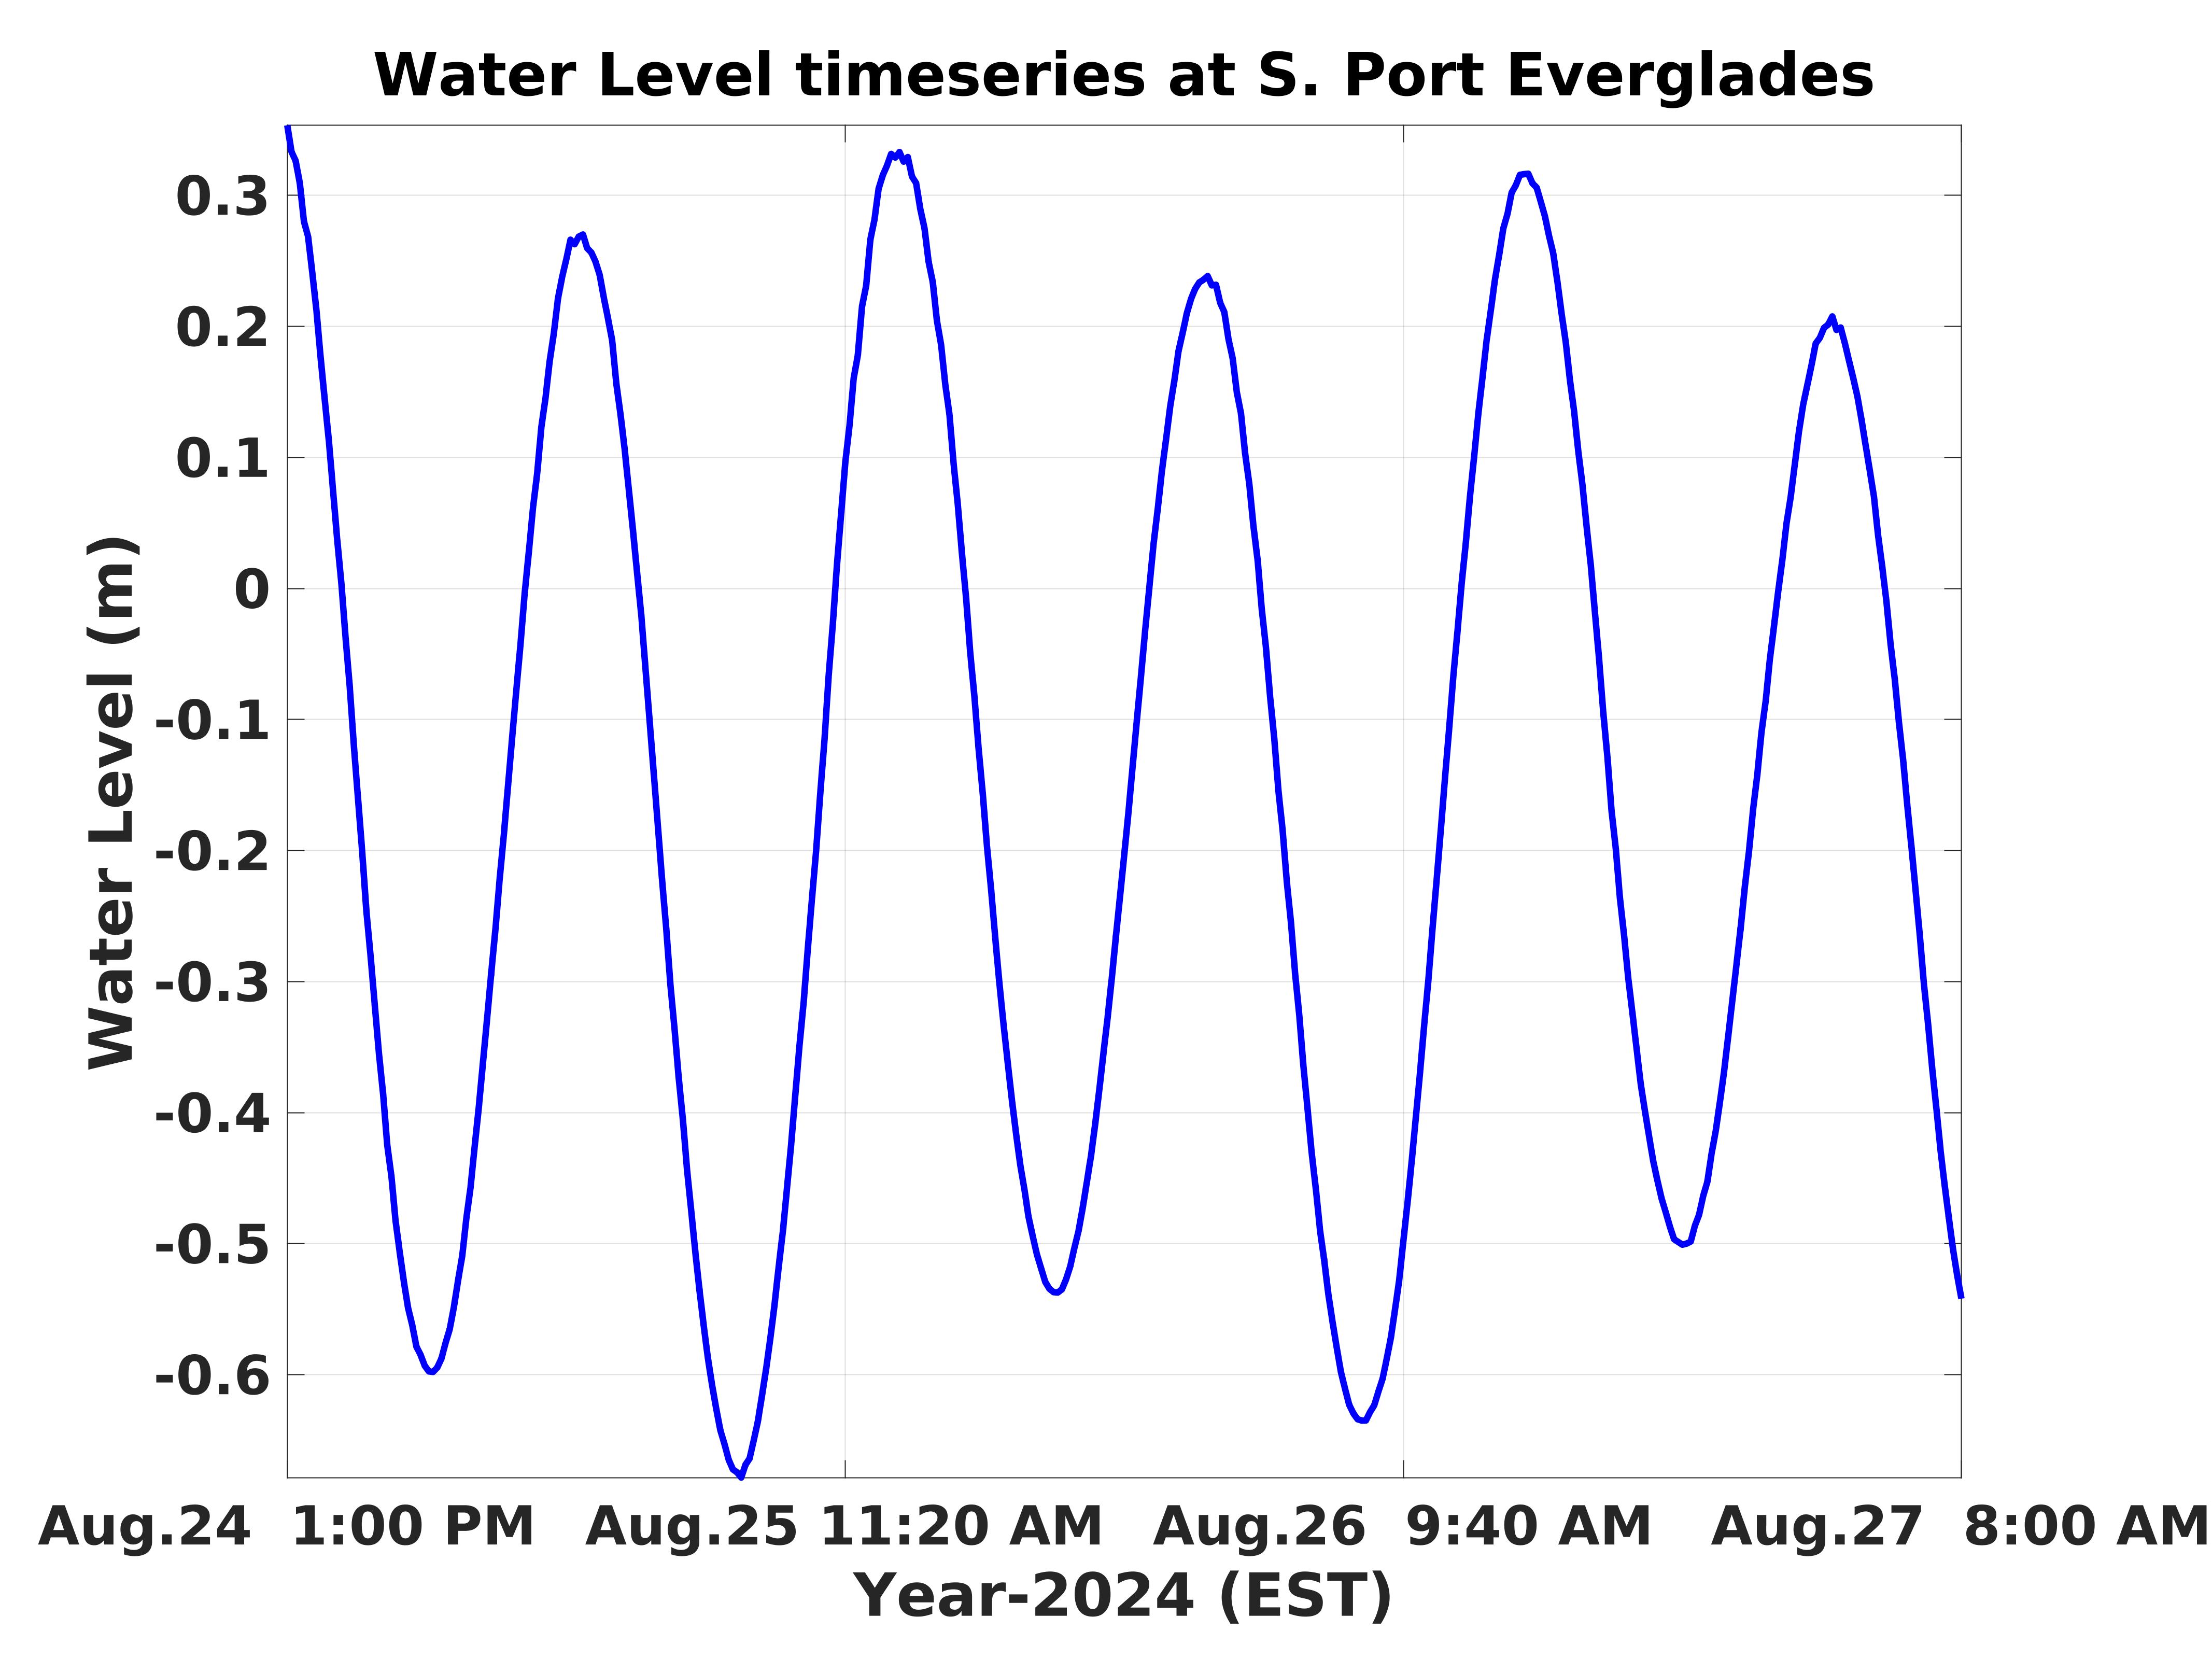 Water Level timeseries at S. Port Everglades
0.3
0.2
0.1
0
-0.1
-0.2
-0.3
-0.4
-0.5
-0.6
Water Level (m)
Aug.24 1:00 PM Aug.25 11:20 AM Aug.26 9:40 AM Aug.27 8:00 AM
Year-2024 (EST)